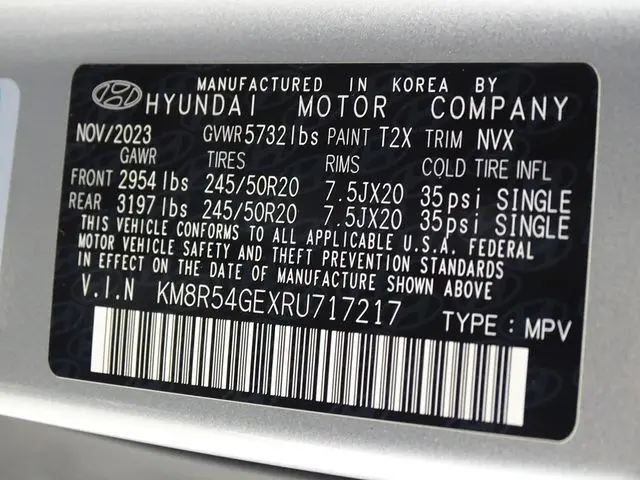 MANUFACTURED IN KOREA BY
HYUNDAI MOTOR COMPANY
NOV/2023 GVWR 5732 lbs PAINT T2X TRIM NVX
GAWR TIRES RIMS COLD TIRE INFL
FRONT 2954 lbs 245/50R20 7.5JX20 35psi SINGLE
REAR 3197 lbs 245/50R20 7.5JX20 35psi SINGLE
THIS VEHICLE CONFORMS TO ALL APPLICABLE U.S.A. FEDERAL
MOTOR VEHICLE SAFETY AND THEFT PREVENTION STANDARDS
IN EFFECT ON THE DATE OF MANUFACTURE SHOWN ABOVE
V.I.N KM8R54GEXRU717217 TYPE : MPV